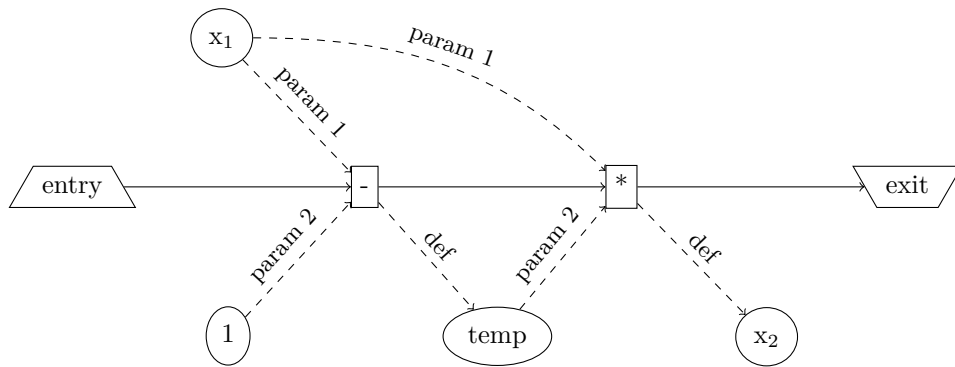 x₁
param 1
param 1
entry
-
*
exit
param 2
def
param 2
def
1
temp
x₂